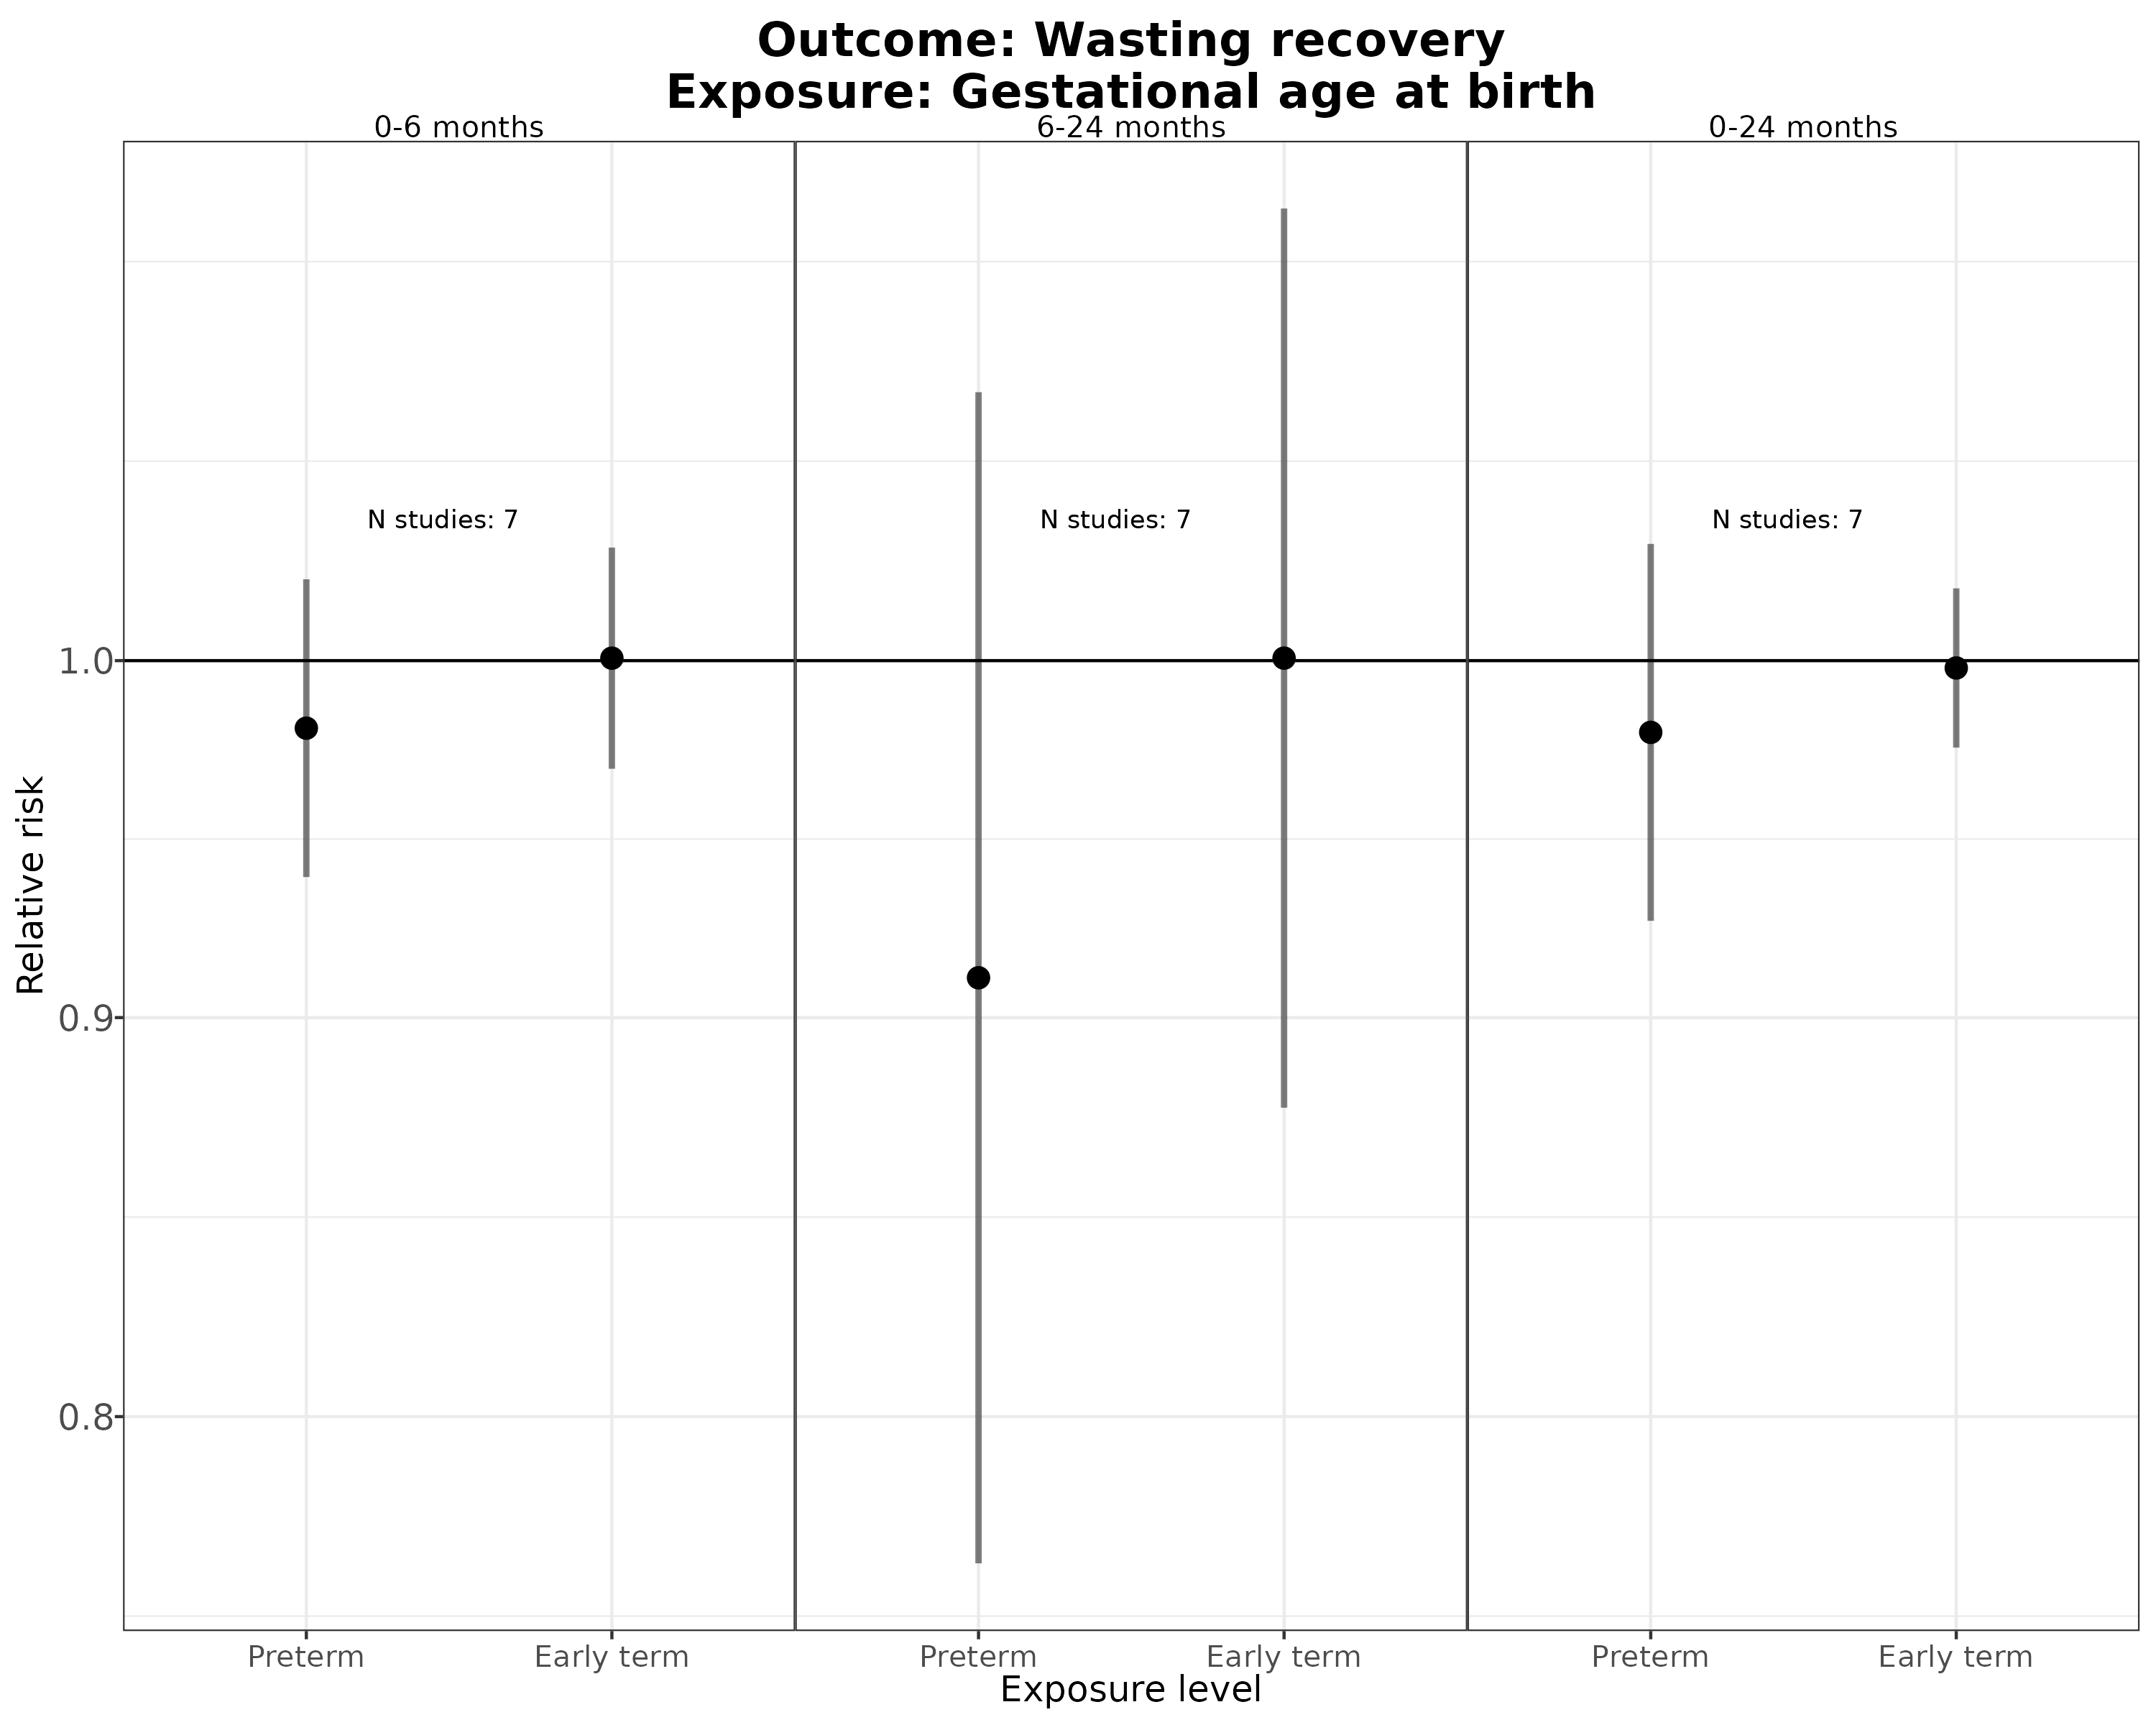 Outcome: Wasting recovery
Exposure: Gestational age at birth
0-6 months
6-24 months
0-24 months
N studies: 7
N studies: 7
N studies: 7
1.0
0.9
0.8
Relative risk
Preterm
Early term
Preterm
Early term
Preterm
Early term
Exposure level